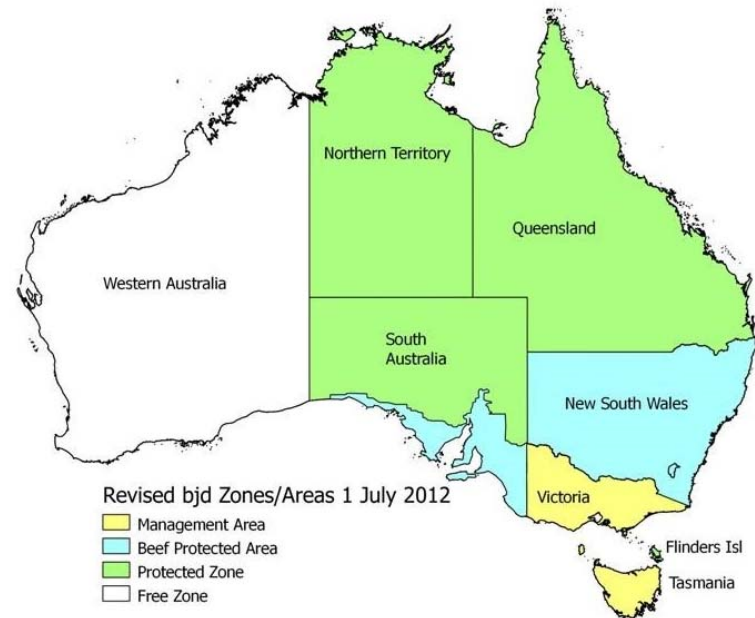 Northern Territory
Queensland
Western Australia
South
Australia
New South Wales
Revised bjd Zones/Areas 1 July 2012
Victoria
Management Area
Beef Protected Area
Protected Zone
Free Zone
Flinders Isl
Tasmania